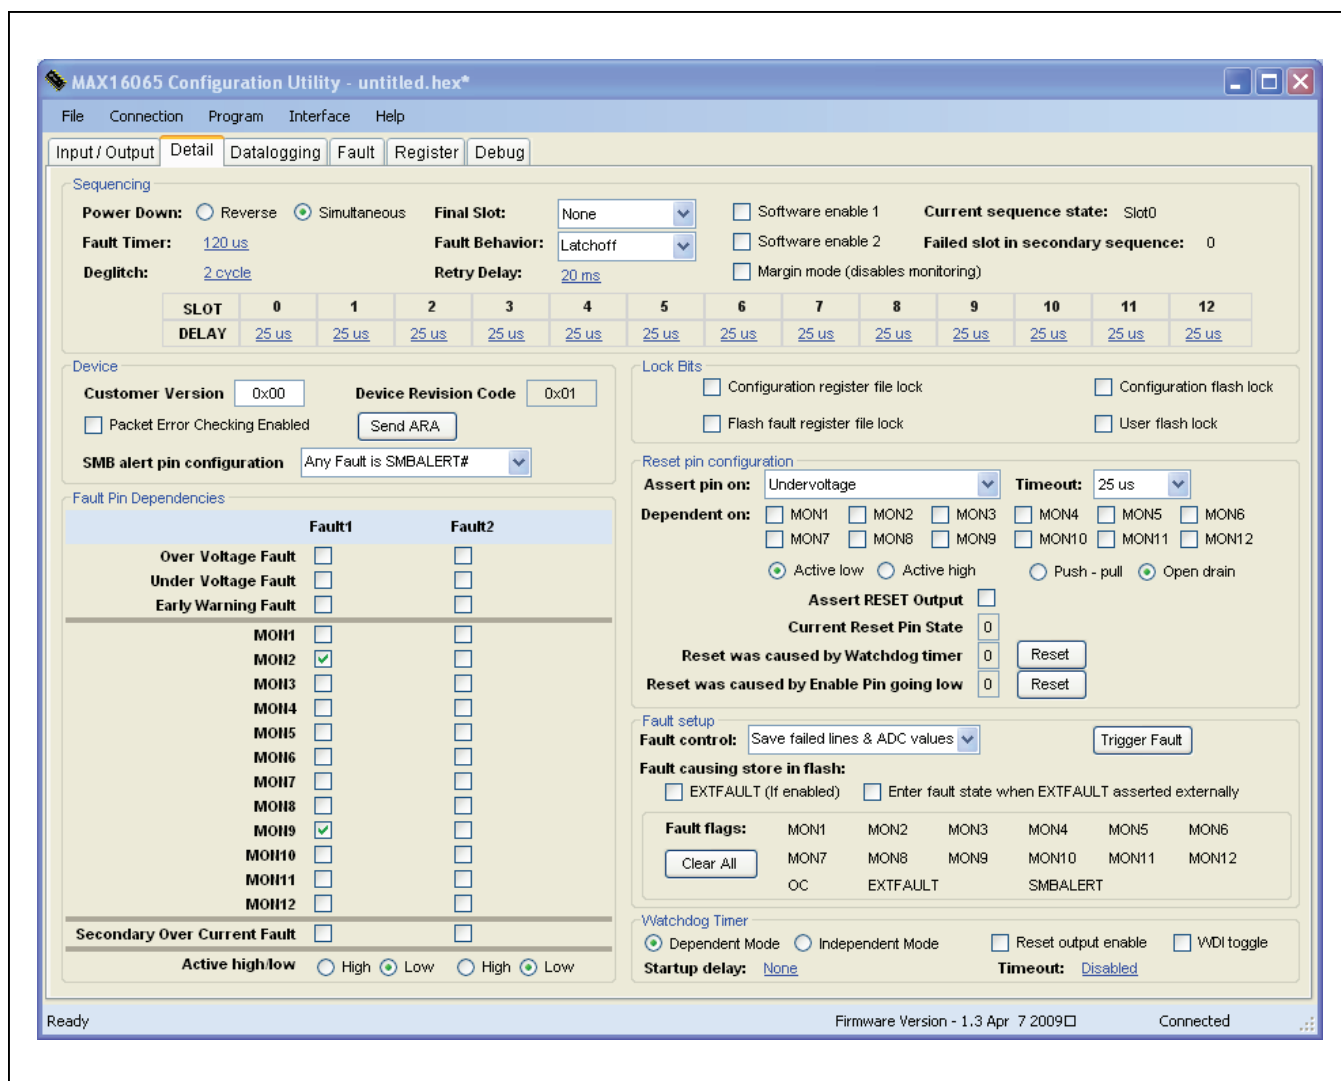 MAX16065 Configuration Utility - untitled.hex*
File Connection Program Interface Help
Input / Output Detail Datalogging Fault Register Debug
Sequencing
Power Down: Reverse Simultaneous Final Slot: None Software enable 1 Current sequence state: Slot0
Fault Timer: 120 us Fault Behavior: Latchoff Software enable 2 Failed slot in secondary sequence: 0
Deglitch: 2 cycle Retry Delay: 20 ms Margin mode (disables monitoring)
SLOT 0 1 2 3 4 5 6 7 8 9 10 11 12
DELAY 25 us 25 us 25 us 25 us 25 us 25 us 25 us 25 us 25 us 25 us 25 us 25 us 25 us
Device
Customer Version 0x00 Device Revision Code 0x01
Packet Error Checking Enabled Send ARA
SMB alert pin configuration Any Fault is SMBALERT#
Fault Pin Dependencies
Fault1 Fault2
Over Voltage Fault
Under Voltage Fault
Early Warning Fault
MON1
MON2
MON3
MON4
MON5
MON6
MON7
MON8
MON9
MON10
MON11
MON12
Secondary Over Current Fault
Active high/low High Low High Low
Lock Bits
Configuration register file lock Configuration flash lock
Flash fault register file lock User flash lock
Reset pin configuration
Assert pin on: Undervoltage Timeout: 25 us
Dependent on: MON1 MON2 MON3 MON4 MON5 MON6
MON7 MON8 MON9 MON10 MON11 MON12
Active low Active high Push - pull Open drain
Assert RESET Output
Current Reset Pin State 0
Reset was caused by Watchdog timer 0 Reset
Reset was caused by Enable Pin going low 0 Reset
Fault setup
Fault control: Save failed lines & ADC values Trigger Fault
Fault causing store in flash:
EXTFAULT (If enabled) Enter fault state when EXTFAULT asserted externally
Fault flags: MON1 MON2 MON3 MON4 MON5 MON6
Clear All MON7 MON8 MON9 MON10 MON11 MON12
OC EXTFAULT SMBALERT
Watchdog Timer
Dependent Mode Independent Mode Reset output enable WDI toggle
Startup delay: None Timeout: Disabled
Ready Firmware Version - 1.3 Apr 7 2009□ Connected